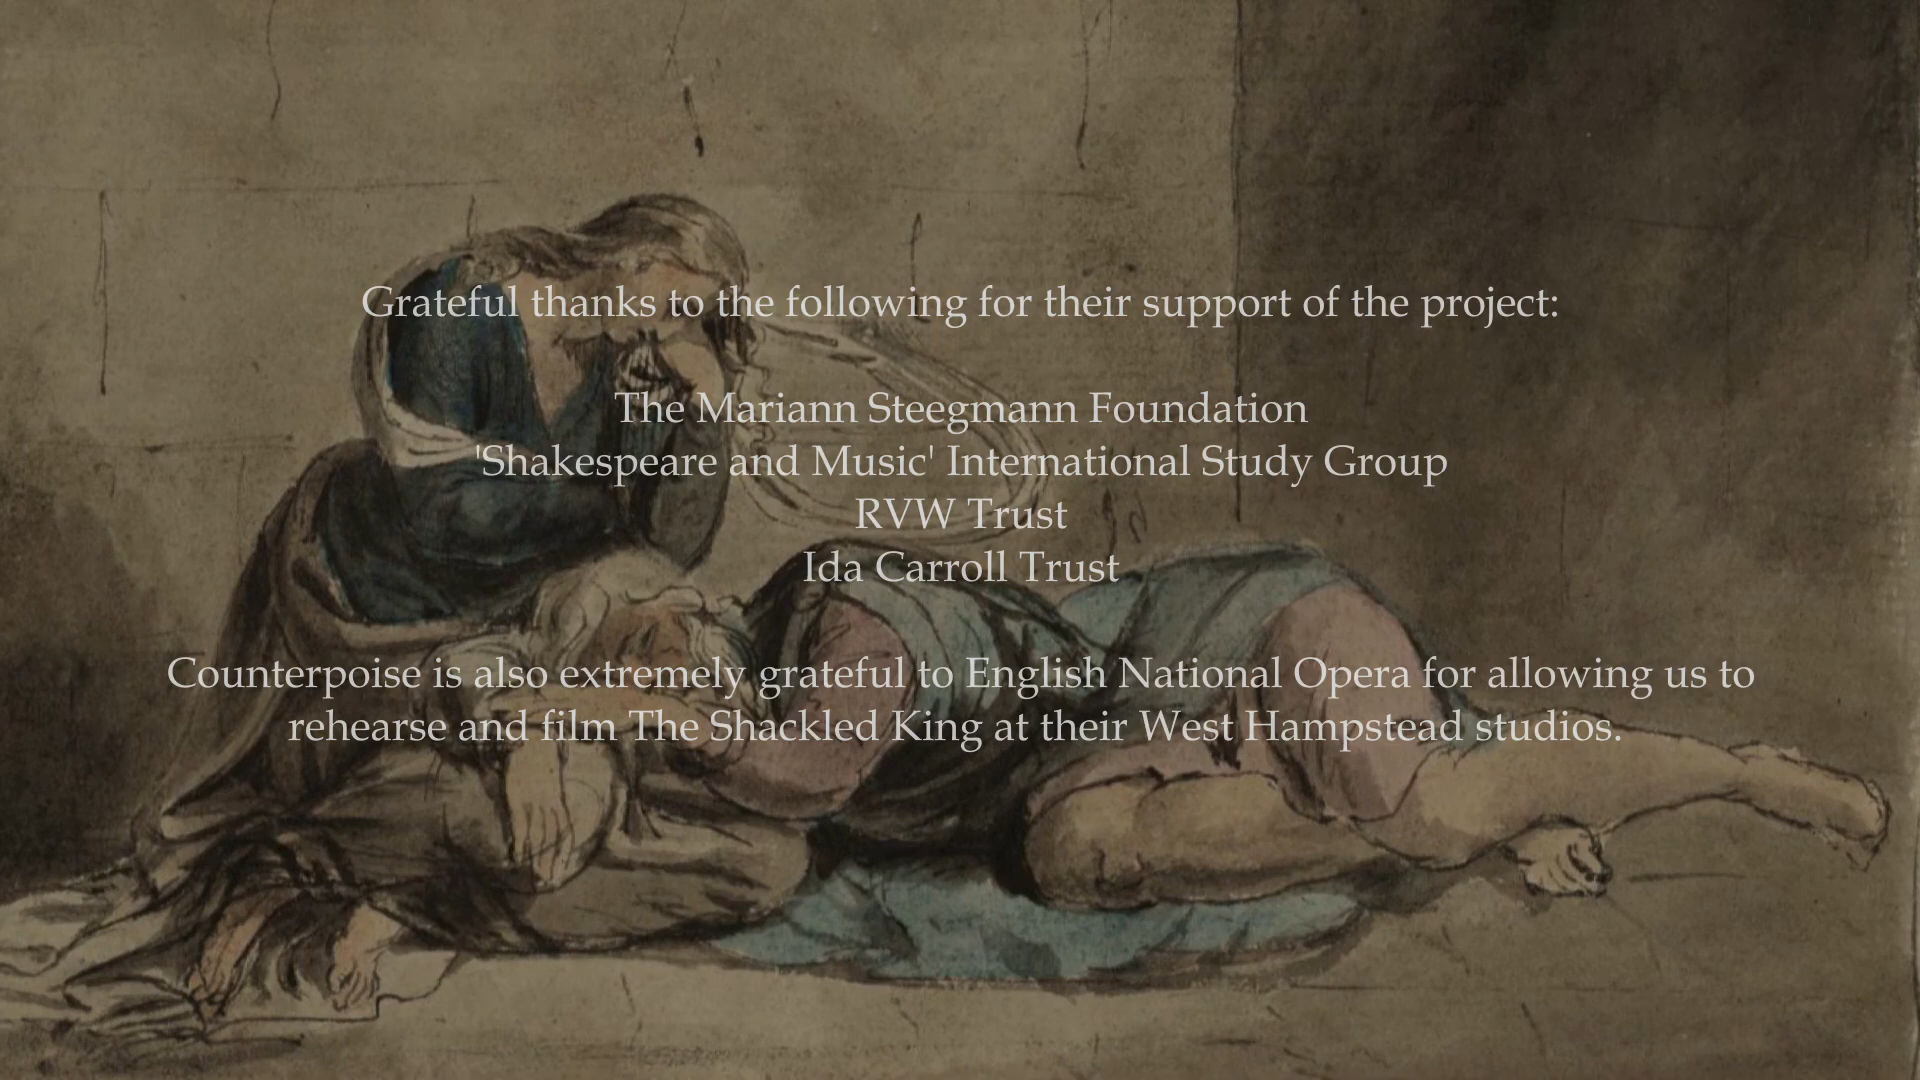 Grateful thanks to the following for their support of the project:
The Mariann Steegmann Foundation
'Shakespeare and Music' International Study Group
RVW Trust
Ida Carroll Trust
Counterpoise is also extremely grateful to English National Opera for allowing us to
rehearse and film The Shackled King at their West Hampstead studios.